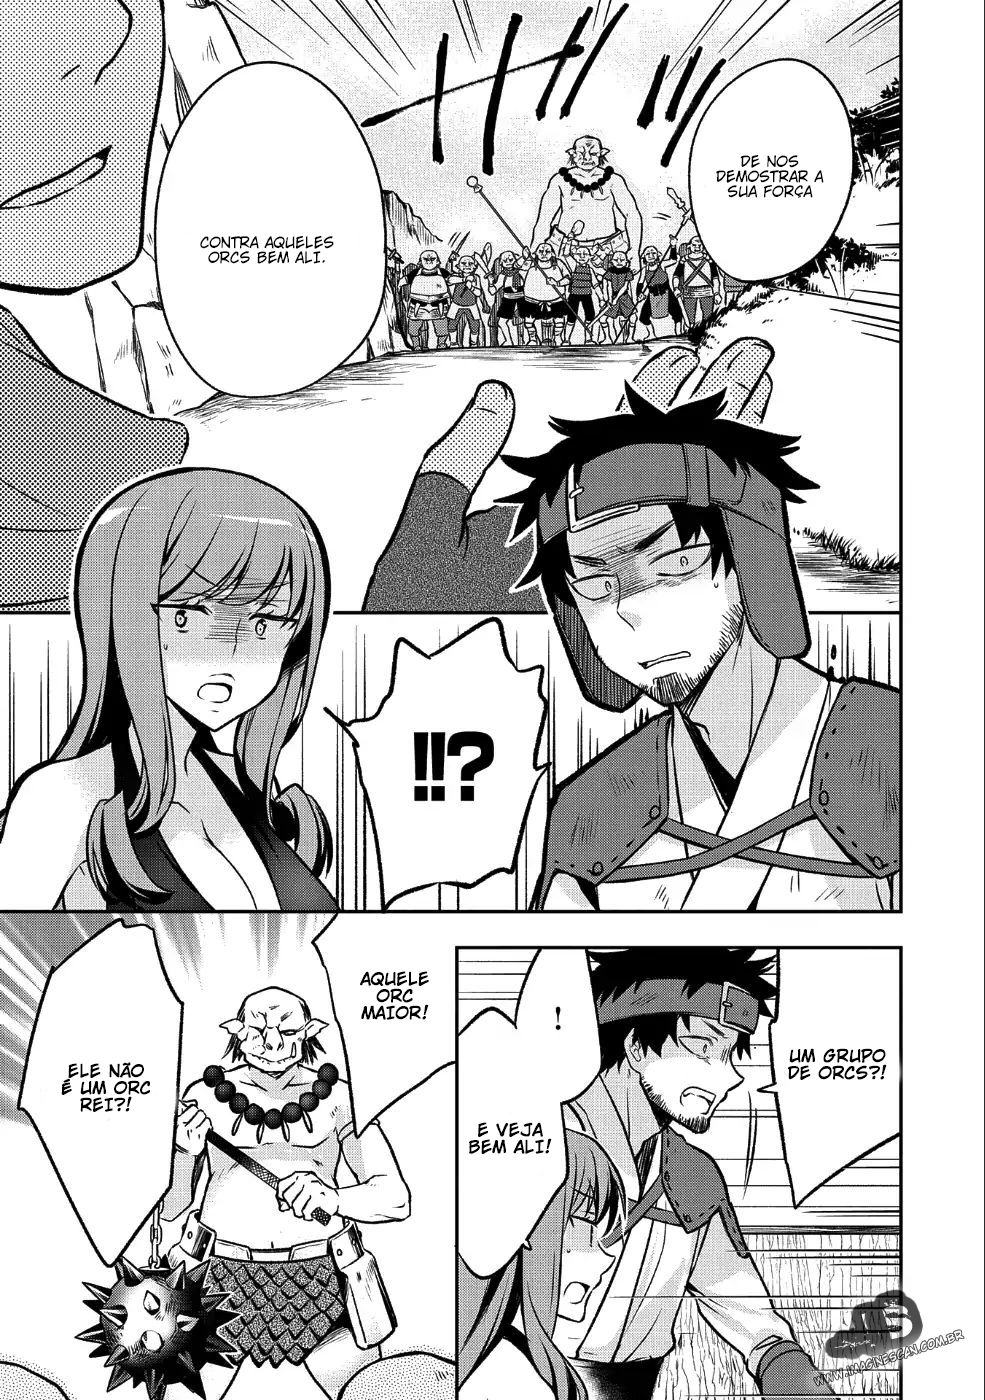 DE NOS
DEMOSTRAR A
SUA FORÇA
CONTRA AQUELES
ORCS BEM ALI.
!!?
UM GRUPO
DE ORCS?!
!
E VEJA
BEM ALI!
AQUELE
ORC
MAIOR!
ELE NÃO
É UM ORC
REI?!
WWW.IMAGINESCAN.COM.BR